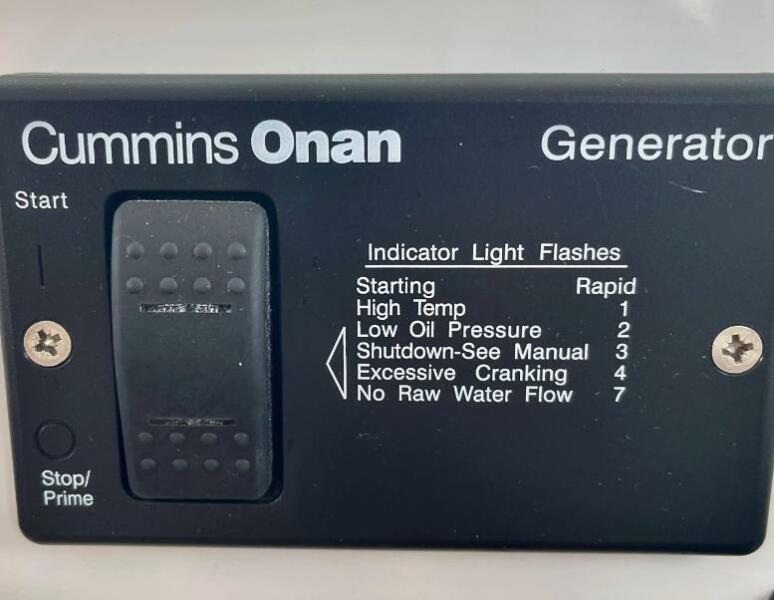 Cummins Onan Generator
Start
Indicator Light Flashes
Starting Rapid
High Temp 1
Low Oil Pressure 2
Shutdown-See Manual 3
Excessive Cranking 4
No Raw Water Flow 7
Stop/
Prime